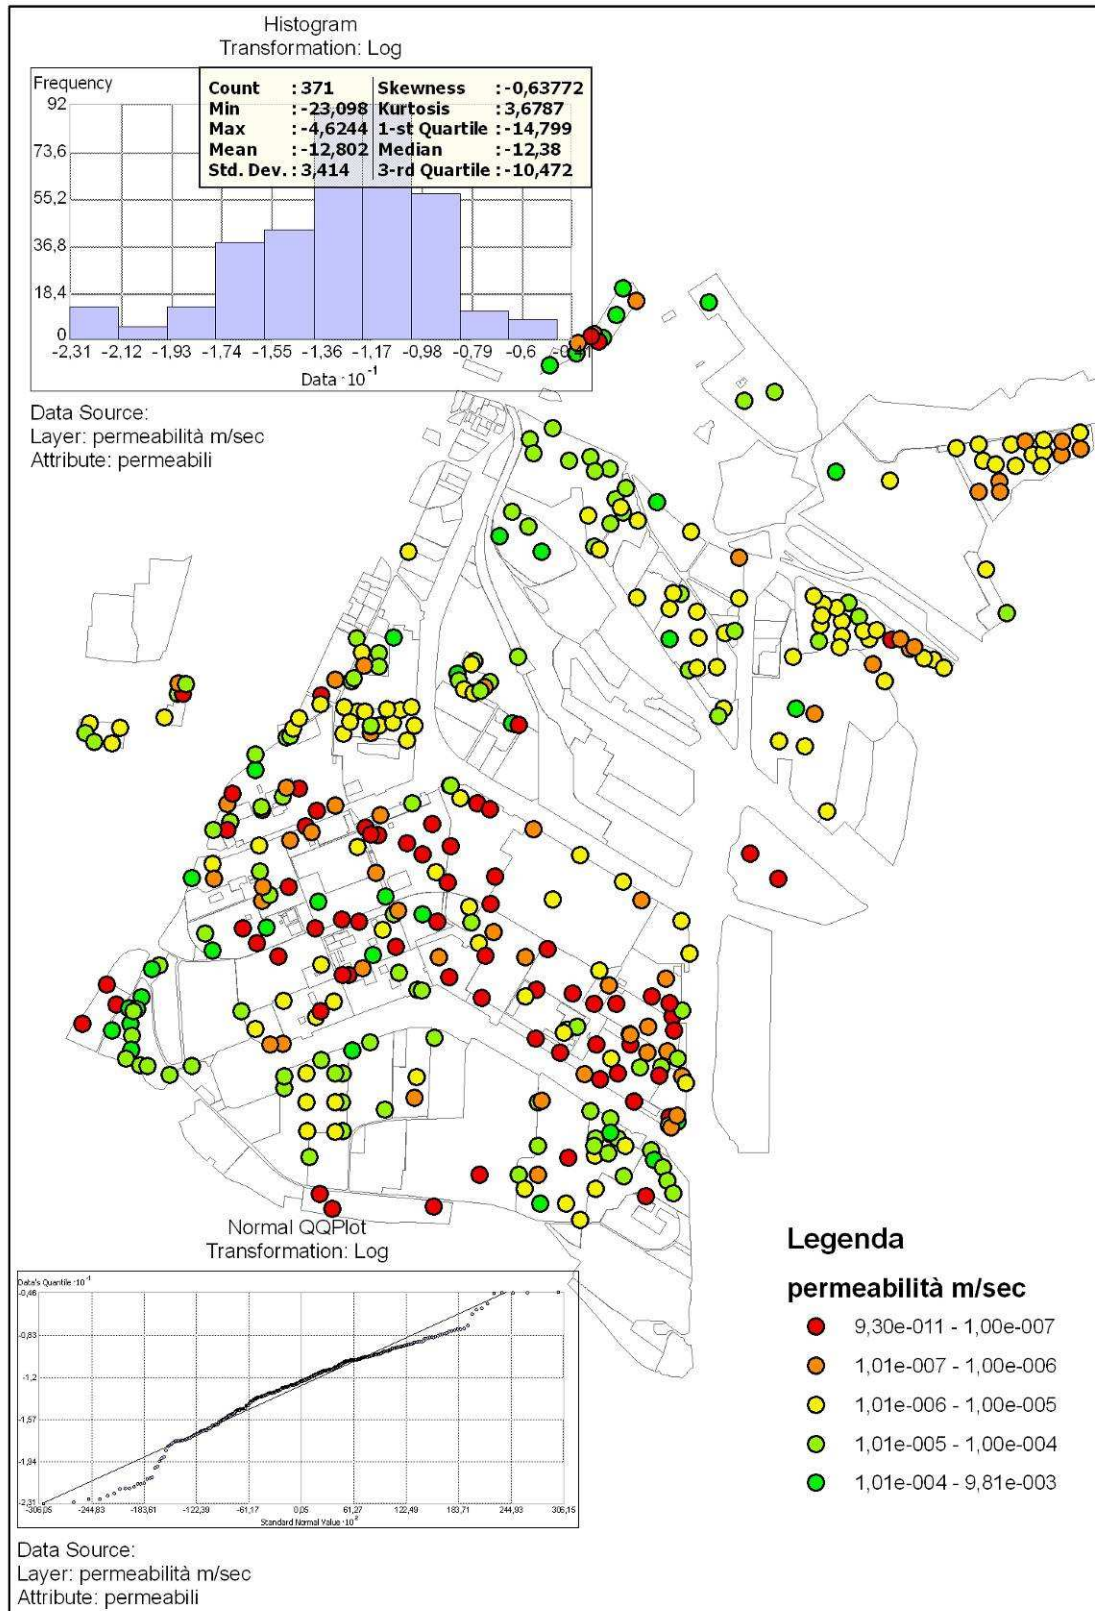 Histogram
Transformation: Log
Frequency
Count : 371 Skewness : -0,63772
Min : -23,098 Kurtosis : 3,6787
Max : -4,6244 1-st Quartile : -14,799
Mean : -12,802 Median : -12,38
Std. Dev. : 3,414 3-rd Quartile : -10,472
92
73,6
55,2
36,8
18,4
0
-2,31 -2,12 -1,93 -1,74 -1,55 -1,36 -1,17 -0,98 -0,79 -0,6
Data ·10⁻¹
Data Source:
Layer: permeabilità m/sec
Attribute: permeabili
Normal QQPlot
Transformation: Log
Data's Quantile ·10⁻¹
-0,46
-0,83
-1,2
-1,57
-1,94
-2,31
-306,05 -244,83 -183,61 -122,39 -61,17 0,05 61,27 122,49 183,71 244,93 306,15
Standard Normal Value ·10²
Data Source:
Layer: permeabilità m/sec
Attribute: permeabili
Legenda
permeabilità m/sec
9,30e-011 - 1,00e-007
1,01e-007 - 1,00e-006
1,01e-006 - 1,00e-005
1,01e-005 - 1,00e-004
1,01e-004 - 9,81e-003